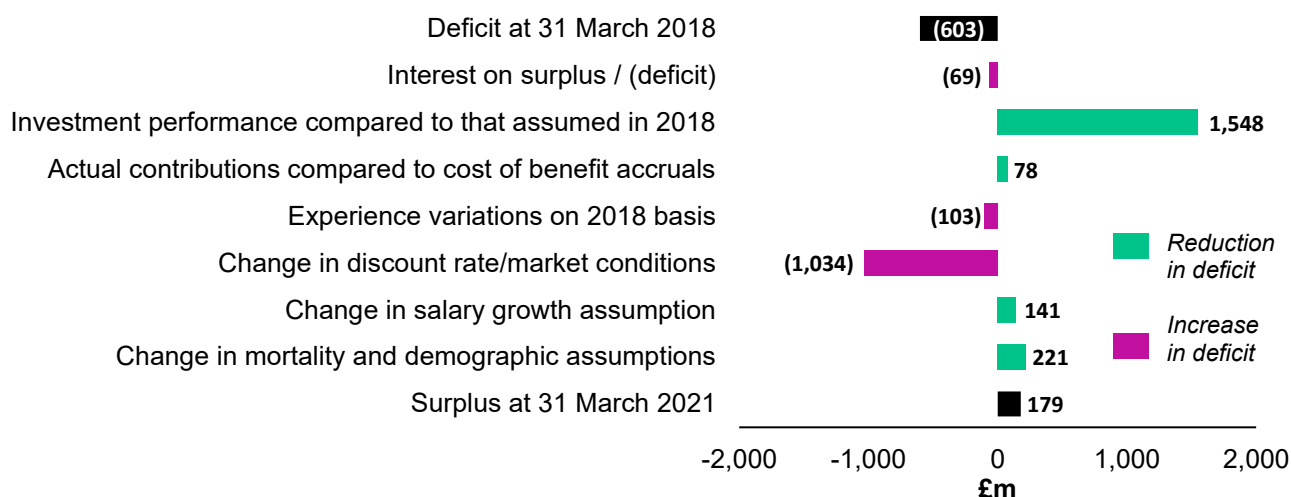 Deficit at 31 March 2018 (603)
Interest on surplus / (deficit) (69)
Investment performance compared to that assumed in 2018 1,548
Actual contributions compared to cost of benefit accruals 78
Experience variations on 2018 basis (103)
Change in discount rate/market conditions (1,034)
Change in salary growth assumption 141
Change in mortality and demographic assumptions 221
Surplus at 31 March 2021 179
Reduction
in deficit
Increase
in deficit
-2,000 -1,000 0 1,000 2,000
£m